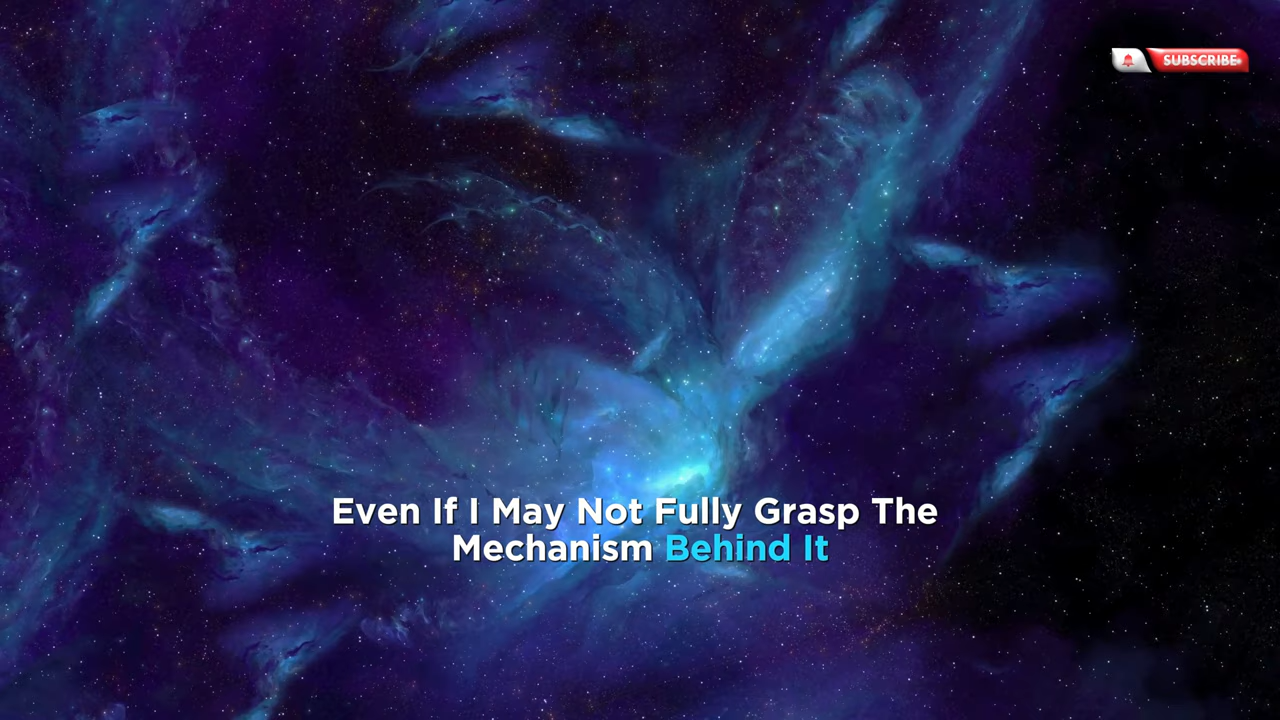 SUBSCRIBE
Even If I May Not Fully Grasp The
Mechanism Behind It